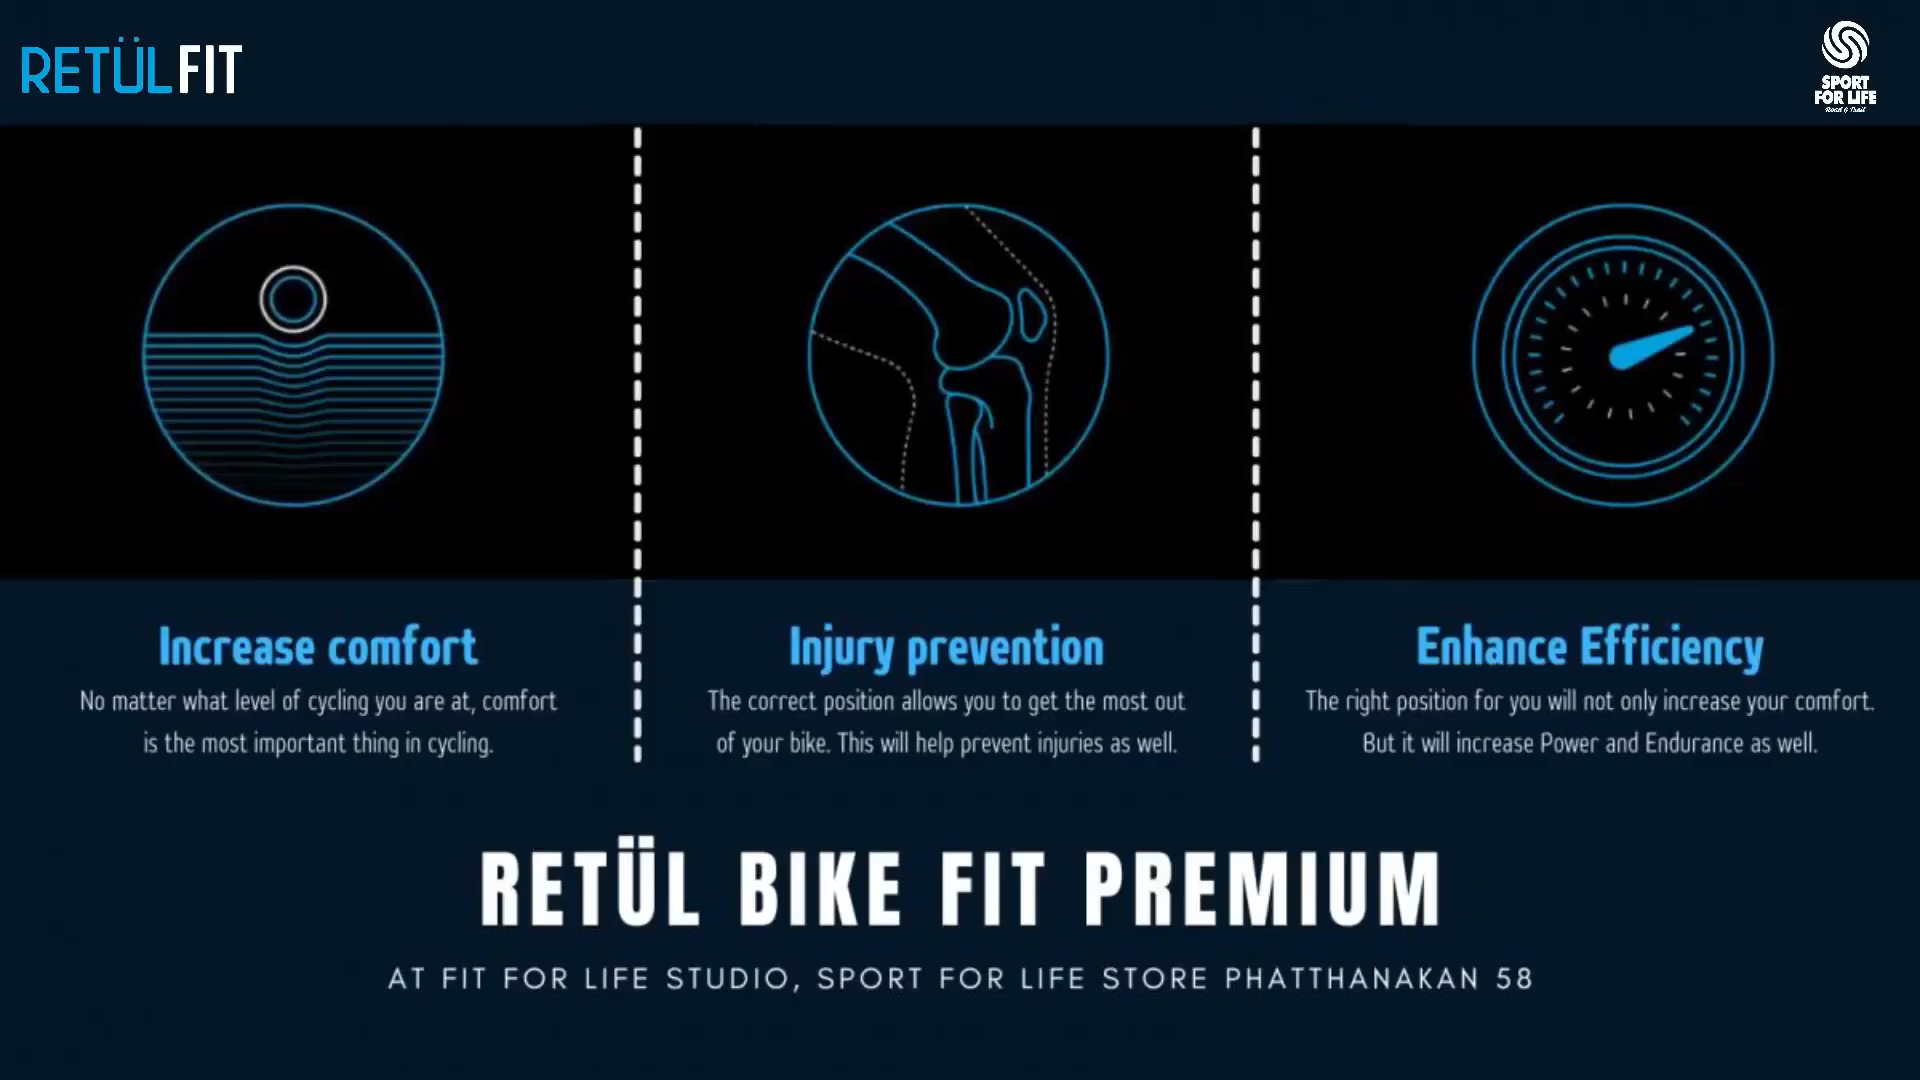 RETÜLFIT
SPORT
FOR LIFE
Road & Trail
Increase comfort
No matter what level of cycling you are at, comfort
is the most important thing in cycling.
Injury prevention
The correct position allows you to get the most out
of your bike. This will help prevent injuries as well.
Enhance Efficiency
The right position for you will not only increase your comfort.
But it will increase Power and Endurance as well.
RETÜL BIKE FIT PREMIUM
AT FIT FOR LIFE STUDIO, SPORT FOR LIFE STORE PHATTHANAKAN 58